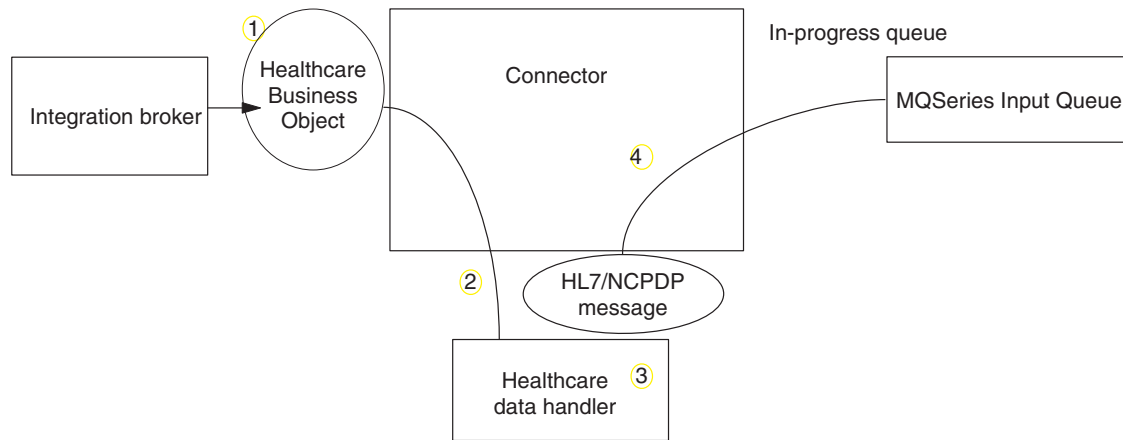 1
In-progress queue
Integration broker
Healthcare
Business
Object
Connector
MQSeries Input Queue
4
2
HL7/NCPDP
message
Healthcare
data handler
3